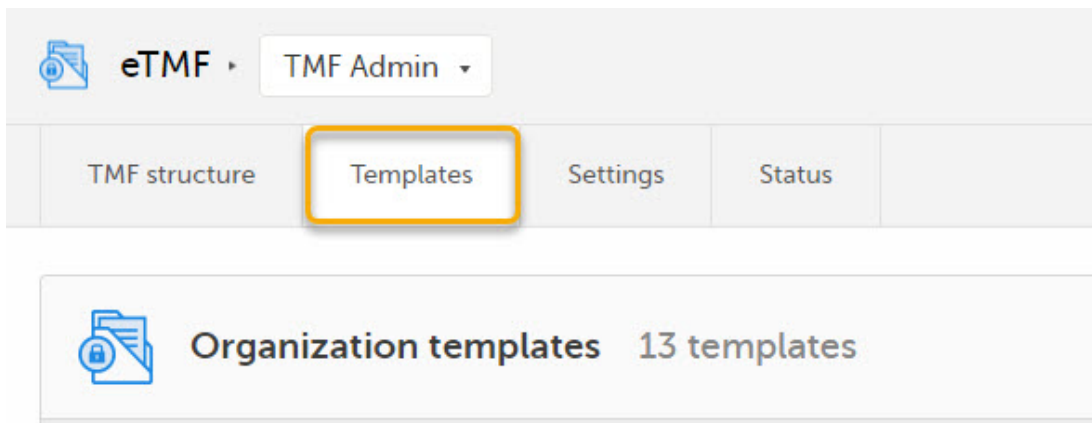 eTMF ▸ TMF Admin ▾
TMF structure Templates Settings Status
Organization templates 13 templates